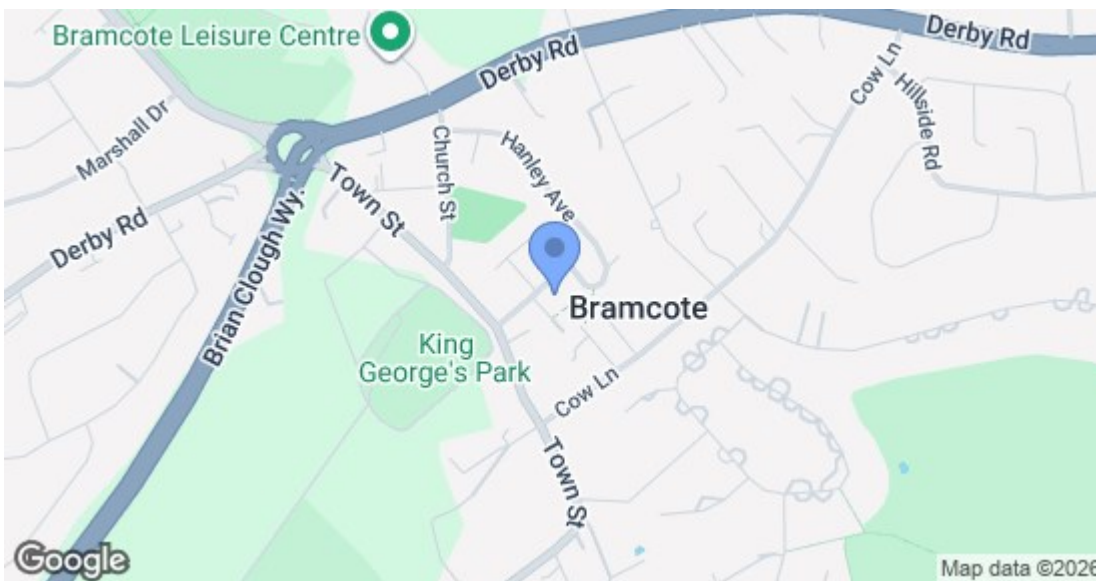 Bramcote Leisure Centre
Derby Rd
Derby Rd
Cow Ln
Hillside Rd
Marshall Dr
Church St
Hanley Ave
Town St
Derby Rd
Brian Clough Wy.
Bramcote
King
George's Park
Cow Ln
Town St
Google
Map data ©2026